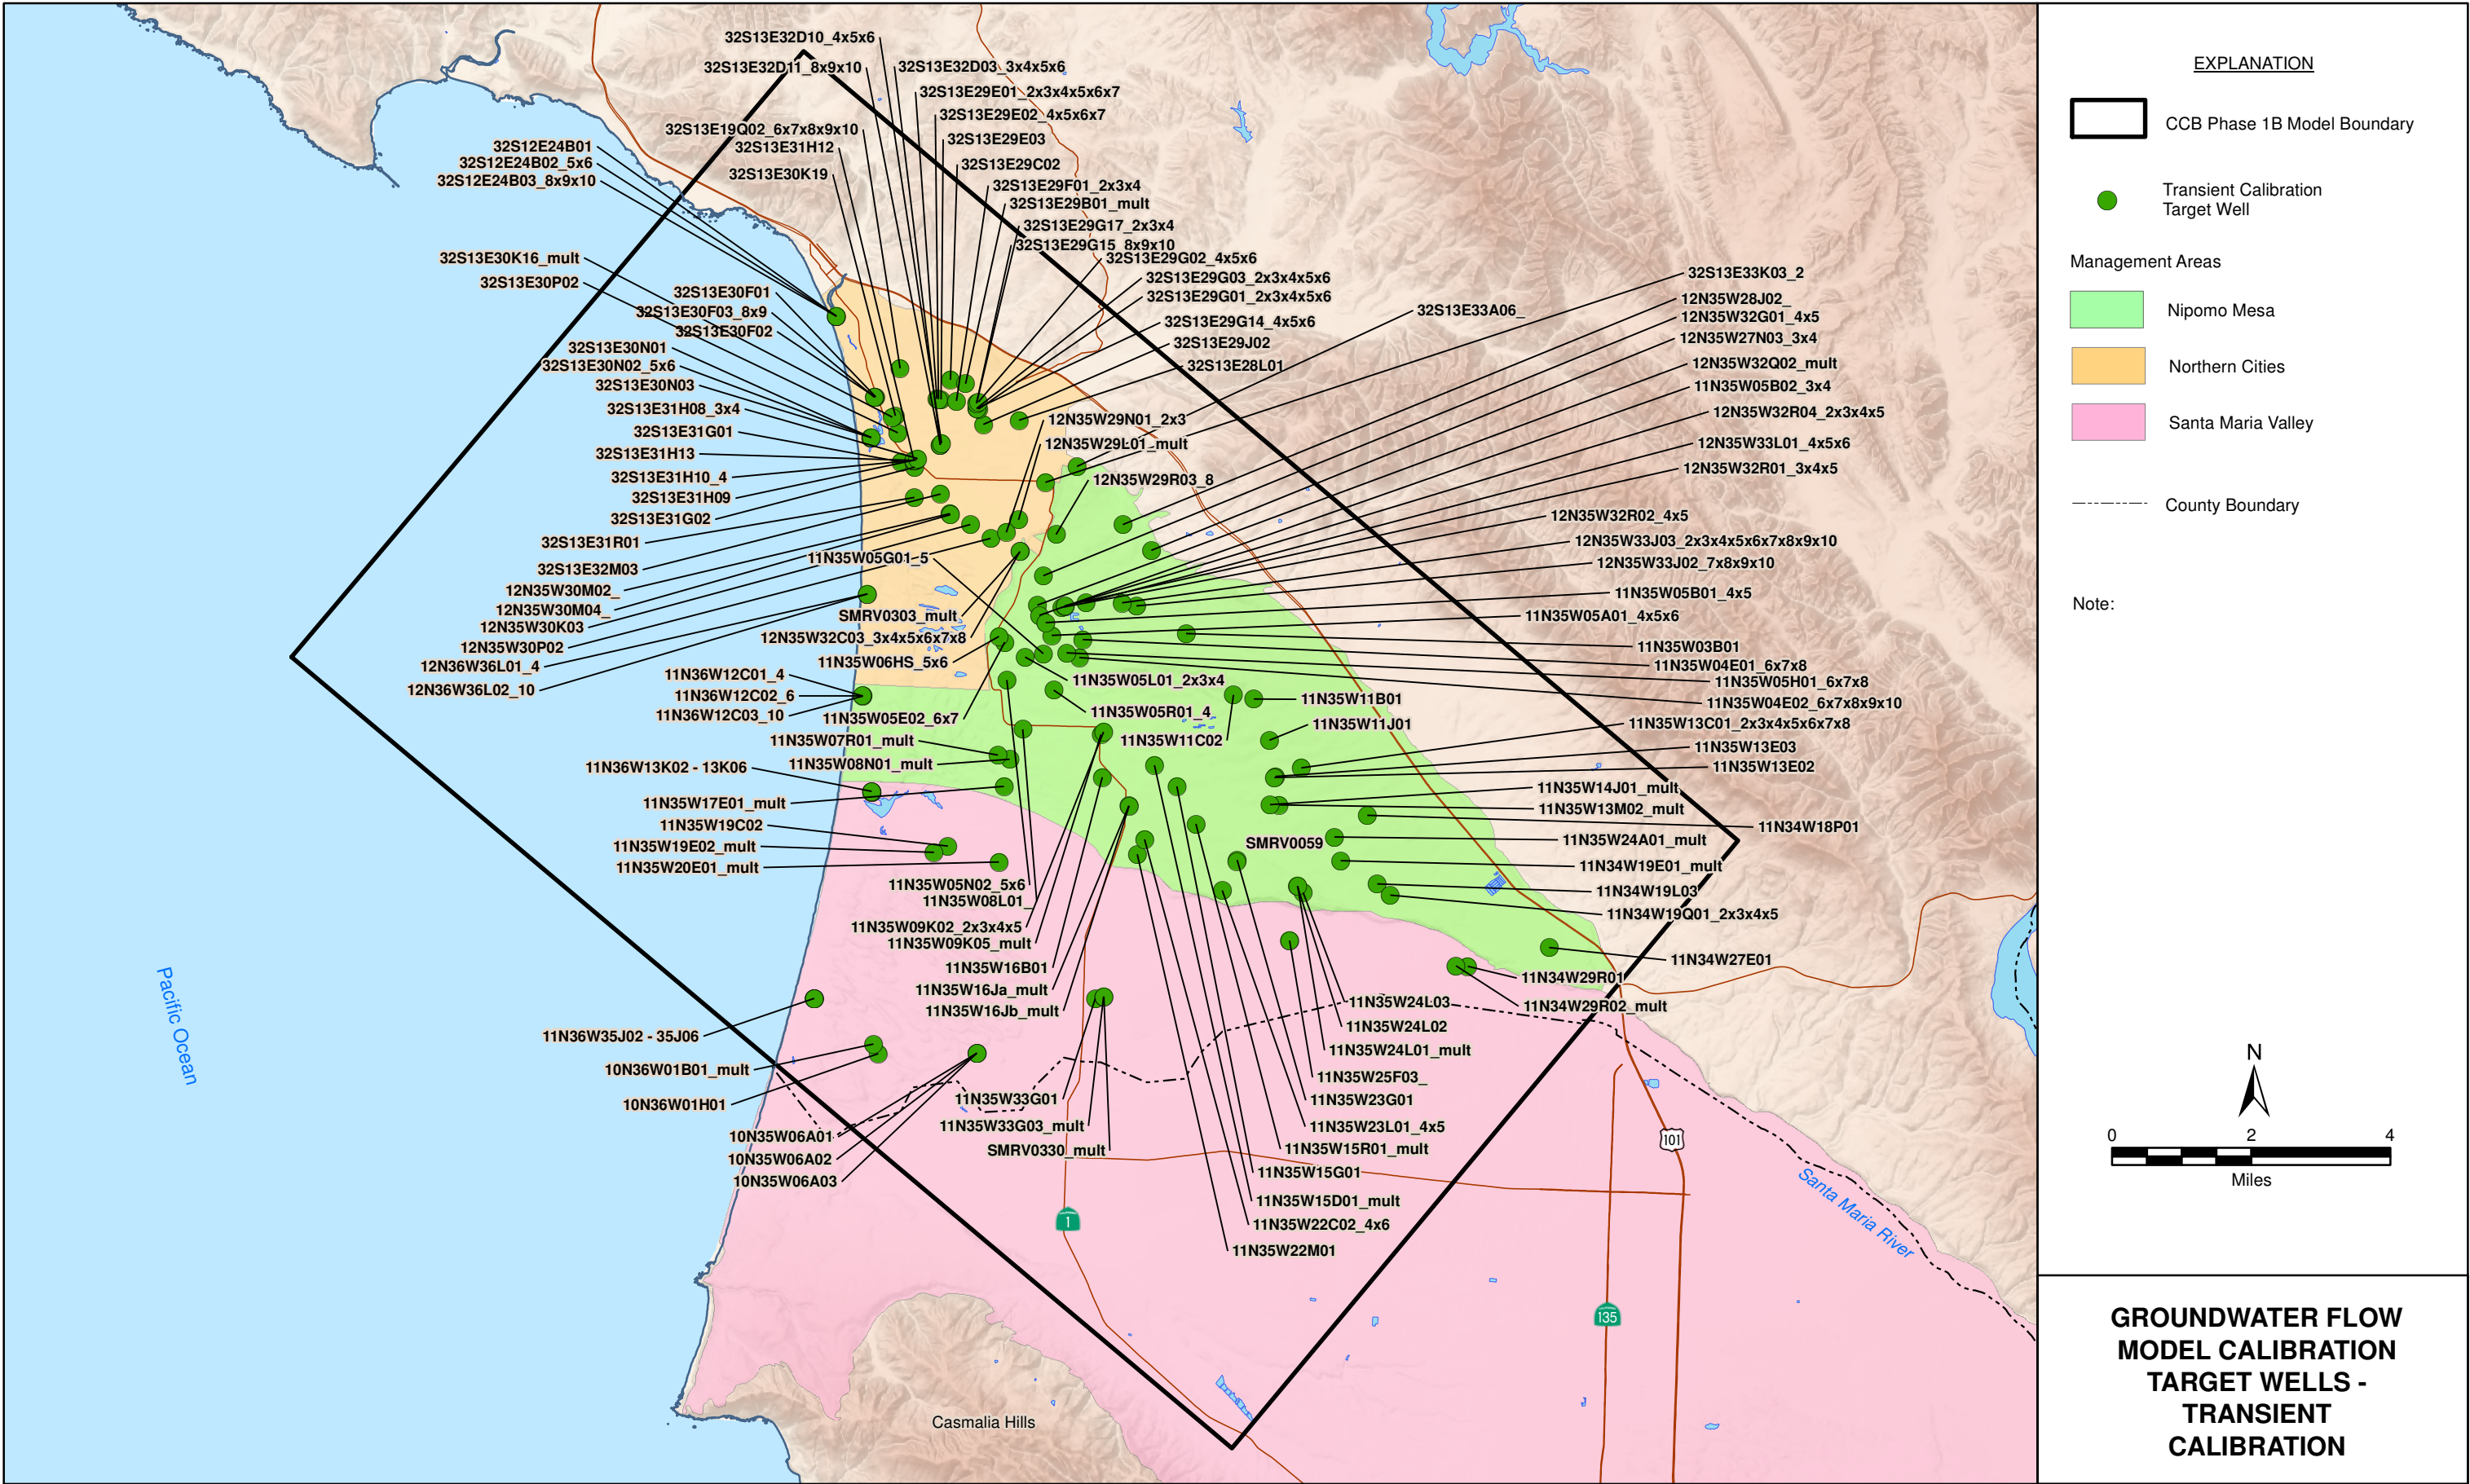 32S13E32D10_4x5x6
32S13E32D11_8x9x10
32S13E32D03_3x4x5x6
32S13E29E01_2x3x4x5x6x7
32S13E29E02_4x5x6x7
32S13E19Q02_6x7x8x9x10
32S13E29E03
32S13E31H12
32S13E29C02
32S13E30K19
32S13E29F01_2x3x4
32S13E29B01_mult
32S13E29G17_2x3x4
32S13E29G15_8x9x10
32S13E29G02_4x5x6
32S13E29G03_2x3x4x5x6
32S13E29G01_2x3x4x5x6
32S13E29G14_4x5x6
32S13E29J02
32S13E28L01
32S12E24B01
32S12E24B02_5x6
32S12E24B03_8x9x10
32S13E30K16_mult
32S13E30P02
32S13E30F01
32S13E30F03_8x9
32S13E30F02
32S13E30N01
32S13E30N02_5x6
32S13E30N03
32S13E31H08_3x4
32S13E31G01
32S13E31H13
32S13E31H10_4
32S13E31H09
32S13E31G02
32S13E31R01
32S13E32M03
12N35W30M02_
12N35W30M04_
12N35W30K03
12N35W30P02
12N36W36L01_4
12N36W36L02_10
32S13E33A06_
32S13E33K03_2
12N35W28J02_
12N35W32G01_4x5
12N35W27N03_3x4
12N35W32Q02_mult
11N35W05B02_3x4
12N35W32R04_2x3x4x5
12N35W33L01_4x5x6
12N35W32R01_3x4x5
12N35W29N01_2x3
12N35W29L01_mult
12N35W29R03_8
12N35W32R02_4x5
12N35W33J03_2x3x4x5x6x7x8x9x10
12N35W33J02_7x8x9x10
11N35W05B01_4x5
11N35W05A01_4x5x6
11N35W03B01
11N35W04E01_6x7x8
11N35W05H01_6x7x8
11N35W04E02_6x7x8x9x10
11N35W05G01_5
SMRV0303_mult
12N35W32C03_3x4x5x6x7x8
11N35W06HS_5x6
11N36W12C01_4
11N36W12C02_6
11N36W12C03_10
11N35W05E02_6x7
11N35W05L01_2x3x4
11N35W05R01_4
11N35W11B01
11N35W11J01
11N35W11C02
11N35W13C01_2x3x4x5x6x7x8
11N35W13E03
11N35W13E02
11N35W07R01_mult
11N35W08N01_mult
11N36W13K02 - 13K06
11N35W17E01_mult
11N35W19C02
11N35W19E02_mult
11N35W20E01_mult
11N35W14J01_mult
11N35W13M02_mult
11N34W18P01
SMRV0059
11N35W24A01_mult
11N34W19E01_mult
11N34W19L03
11N34W19Q01_2x3x4x5
11N34W27E01
11N34W29R01
11N34W29R02_mult
11N35W05N02_5x6
11N35W08L01_
11N35W09K02_2x3x4x5
11N35W09K05_mult
11N35W16B01
11N35W16Ja_mult
11N35W16Jb_mult
11N36W35J02 - 35J06
10N36W01B01_mult
10N36W01H01
10N35W06A01
10N35W06A02
10N35W06A03
11N35W33G01
11N35W33G03_mult
SMRV0330_mult
11N35W24L03
11N35W24L02
11N35W24L01_mult
11N35W25F03_
11N35W23G01
11N35W23L01_4x5
11N35W15R01_mult
11N35W15G01
11N35W15D01_mult
11N35W22C02_4x6
11N35W22M01
Pacific Ocean
Santa Maria River
Casmalia Hills
1
101
135
EXPLANATION
CCB Phase 1B Model Boundary
Transient Calibration
Target Well
Management Areas
Nipomo Mesa
Northern Cities
Santa Maria Valley
County Boundary
Note:
N
0 2 4
Miles
GROUNDWATER FLOW
MODEL CALIBRATION
TARGET WELLS -
TRANSIENT
CALIBRATION